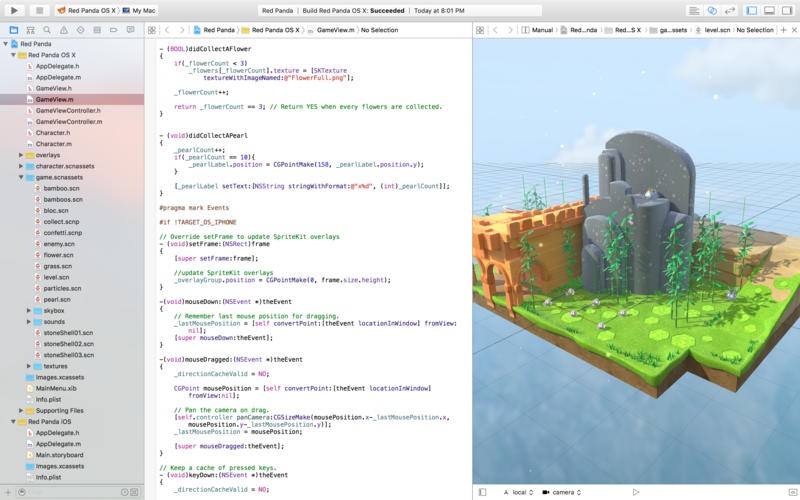 Red Panda OS X
My Mac
Red Panda | Build Red Panda OS X: Succeeded | Today at 8:01 PM
Red Panda
Red Panda OS X
AppDelegate.h
AppDelegate.m
GameView.h
GameView.m
GameViewController.h
GameViewController.m
Character.h
Character.m
overlays
character.scnassets
game.scnassets
bamboo.scn
bamboos.scn
bloc.scn
collect.scnp
confetti.scnp
enemy.scn
flower.scn
grass.scn
level.scn
particles.scn
pearl.scn
skybox
sounds
stoneShell01.scn
stoneShell02.scn
stoneShell03.scn
textures
Images.xcassets
MainMenu.xib
Info.plist
Supporting Files
Red Panda iOS
AppDelegate.h
AppDelegate.m
Main.storyboard
Images.xcassets
Info.plist
Red Panda
Red Panda OS X
GameView.m
No Selection
- (BOOL)didCollectAFlower
{
if(_flowerCount < 3)
_flowers[_flowerCount].texture = [SKTexture
textureWithImageNamed:@"FlowerFull.png"];
_flowerCount++;
return _flowerCount == 3; // Return YES when every flowers are collected.
}
- (void)didCollectAPearl
{
_pearlCount++;
if(_pearlCount == 10){
_pearlLabel.position = CGPointMake(158, _pearlLabel.position.y);
}
[_pearlLabel setText:[NSString stringWithFormat:@"x%d", (int)_pearlCount]];
}
#pragma mark Events
#if !TARGET_OS_IPHONE
// Override setFrame to update SpriteKit overlays
- (void)setFrame:(NSRect)frame
{
[super setFrame:frame];
//update SpriteKit overlays
_overlayGroup.position = CGPointMake(0, frame.size.height);
}
-(void)mouseDown:(NSEvent *)theEvent
{
// Remember last mouse position for dragging.
_lastMousePosition = [self convertPoint:[theEvent locationInWindow] fromView:
nil];
[super mouseDown:theEvent];
}
-(void)mouseDragged:(NSEvent *)theEvent
{
_directionCacheValid = NO;
CGPoint mousePosition = [self convertPoint:[theEvent locationInWindow]
fromView:nil];
// Pan the camera on drag.
[self.controller panCamera:CGSizeMake(mousePosition.x-_lastMousePosition.x,
mousePosition.y-_lastMousePosition.y)];
_lastMousePosition = mousePosition;
[super mouseDragged:theEvent];
}
// Keep a cache of pressed keys.
- (void)keyDown:(NSEvent *)theEvent
{
_directionCacheValid = NO;
Manual
Red...nda
Red...S X
ga...ets
level.scn
No Selection
local
camera